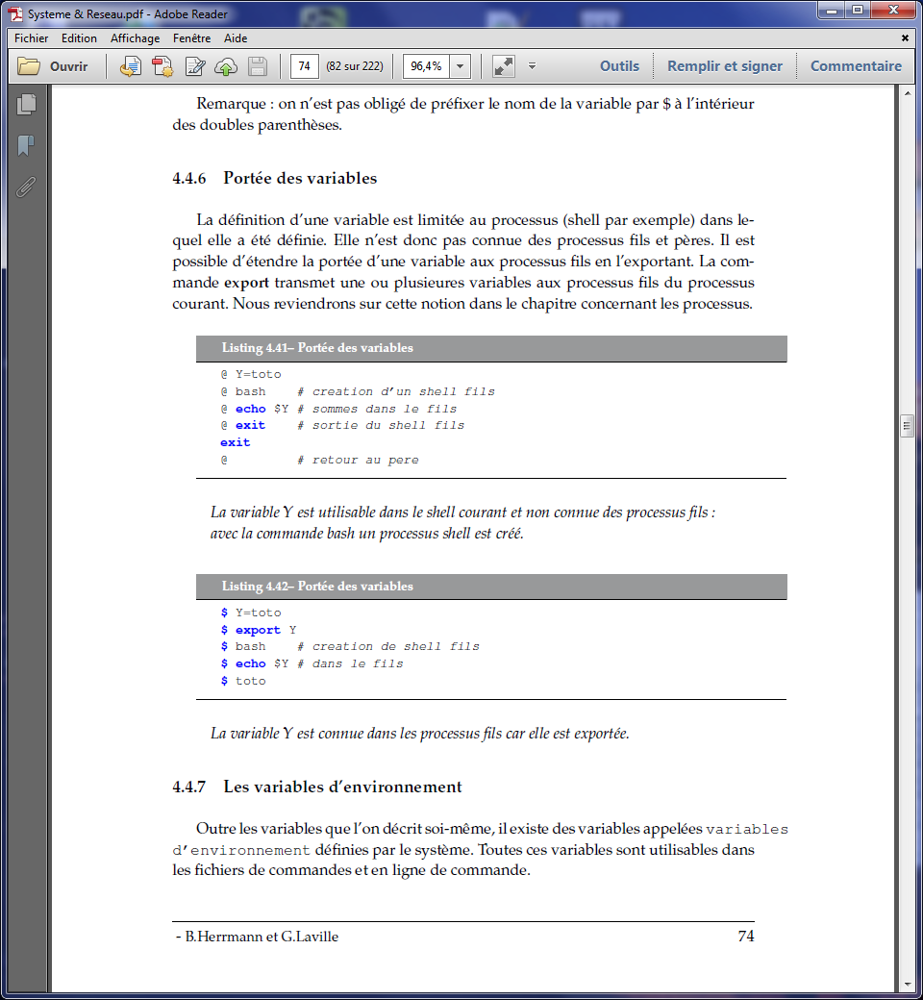 Systeme & Reseau.pdf - Adobe Reader
Fichier Edition Affichage Fenêtre Aide
Ouvrir 74 (82 sur 222) 96,4% Outils Remplir et signer Commentaire
Remarque : on n'est pas obligé de préfixer le nom de la variable par $ à l'intérieur
des doubles parenthèses.
4.4.6 Portée des variables
La définition d'une variable est limitée au processus (shell par exemple) dans le-
quel elle a été définie. Elle n'est donc pas connue des processus fils et pères. Il est
possible d'étendre la portée d'une variable aux processus fils en l'exportant. La com-
mande export transmet une ou plusieures variables aux processus fils du processus
courant. Nous reviendrons sur cette notion dans le chapitre concernant les processus.
Listing 4.41– Portée des variables
@ Y=toto
@ bash # creation d'un shell fils
@ echo $Y # sommes dans le fils
@ exit # sortie du shell fils
exit
@ # retour au pere
La variable Y est utilisable dans le shell courant et non connue des processus fils :
avec la commande bash un processus shell est créé.
Listing 4.42– Portée des variables
$ Y=toto
$ export Y
$ bash # creation de shell fils
$ echo $Y # dans le fils
$ toto
La variable Y est connue dans les processus fils car elle est exportée.
4.4.7 Les variables d'environnement
Outre les variables que l'on décrit soi-même, il existe des variables appelées variables
d'environnement définies par le système. Toutes ces variables sont utilisables dans
les fichiers de commandes et en ligne de commande.
- B.Herrmann et G.Laville 74